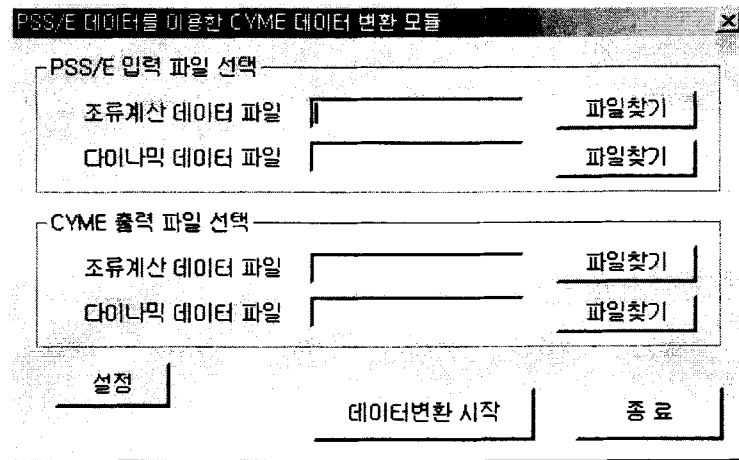 PSS/E 데이터를 이용한 CYME 데이터 변환 모듈
PSS/E 입력 파일 선택
조류계산 데이터 파일 파일찾기
다이나믹 데이터 파일 파일찾기
CYME 출력 파일 선택
조류계산 데이터 파일 파일찾기
다이나믹 데이터 파일 파일찾기
설정
데이터변환 시작 종 료